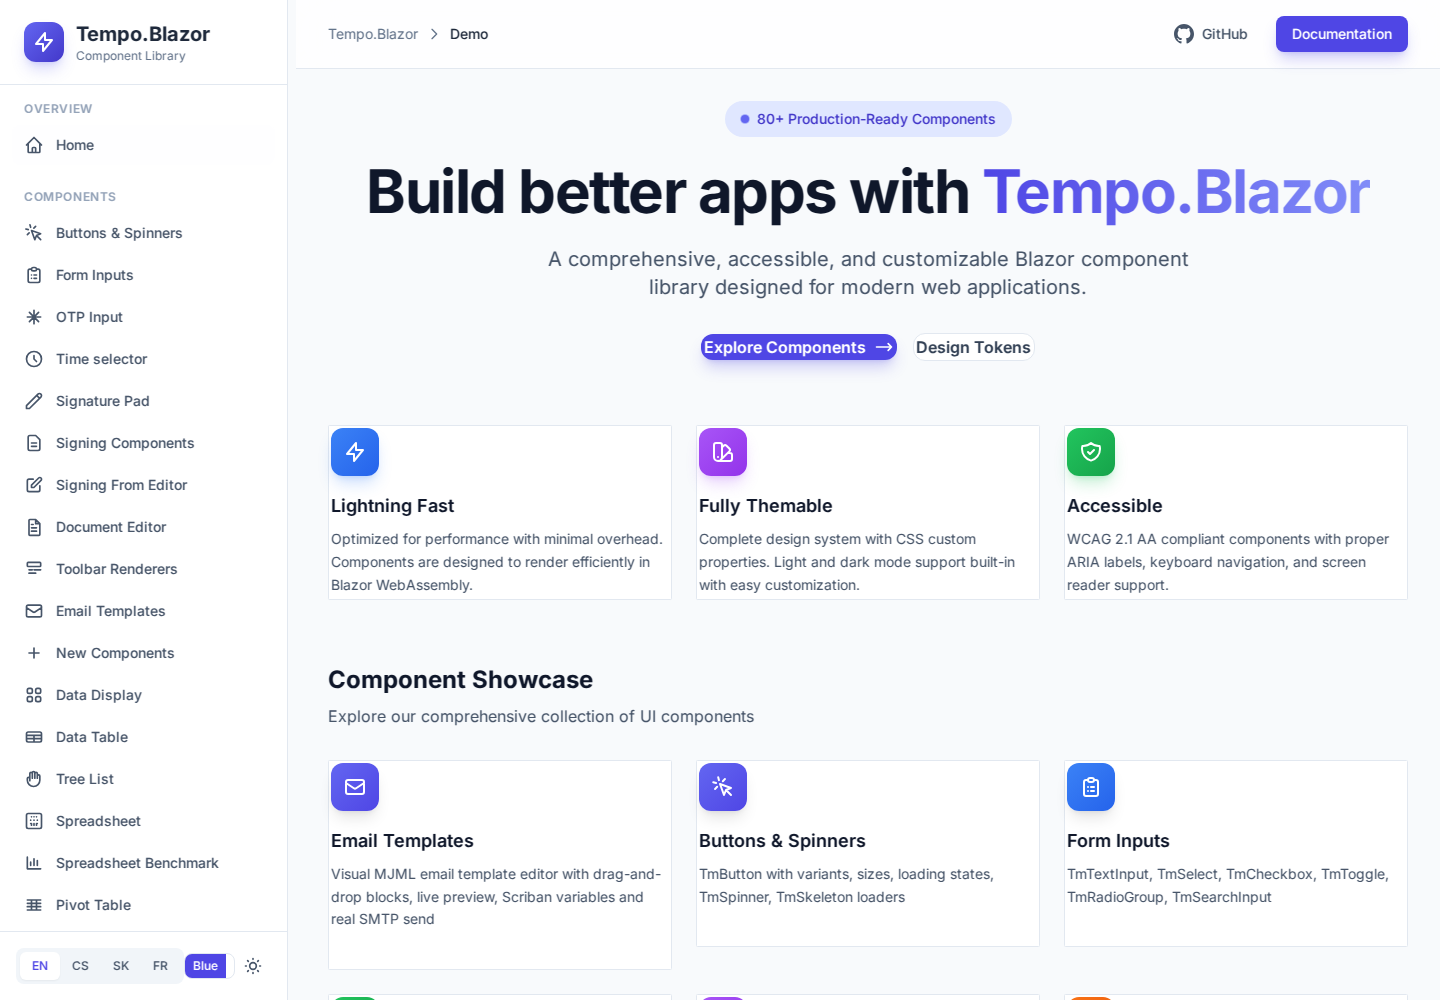 Tempo.Blazor
Component Library
OVERVIEW
Home
COMPONENTS
Buttons & Spinners
Form Inputs
OTP Input
Time selector
Signature Pad
Signing Components
Signing From Editor
Document Editor
Toolbar Renderers
Email Templates
New Components
Data Display
Data Table
Tree List
Spreadsheet
Spreadsheet Benchmark
Pivot Table
EN CS SK FR Blue
Tempo.Blazor > Demo
GitHub
Documentation
80+ Production-Ready Components
Build better apps with Tempo.Blazor
A comprehensive, accessible, and customizable Blazor component
library designed for modern web applications.
Explore Components →
Design Tokens
Lightning Fast
Optimized for performance with minimal overhead.
Components are designed to render efficiently in
Blazor WebAssembly.
Fully Themable
Complete design system with CSS custom
properties. Light and dark mode support built-in
with easy customization.
Accessible
WCAG 2.1 AA compliant components with proper
ARIA labels, keyboard navigation, and screen
reader support.
Component Showcase
Explore our comprehensive collection of UI components
Email Templates
Visual MJML email template editor with drag-and-
drop blocks, live preview, Scriban variables and
real SMTP send
Buttons & Spinners
TmButton with variants, sizes, loading states,
TmSpinner, TmSkeleton loaders
Form Inputs
TmTextInput, TmSelect, TmCheckbox, TmToggle,
TmRadioGroup, TmSearchInput